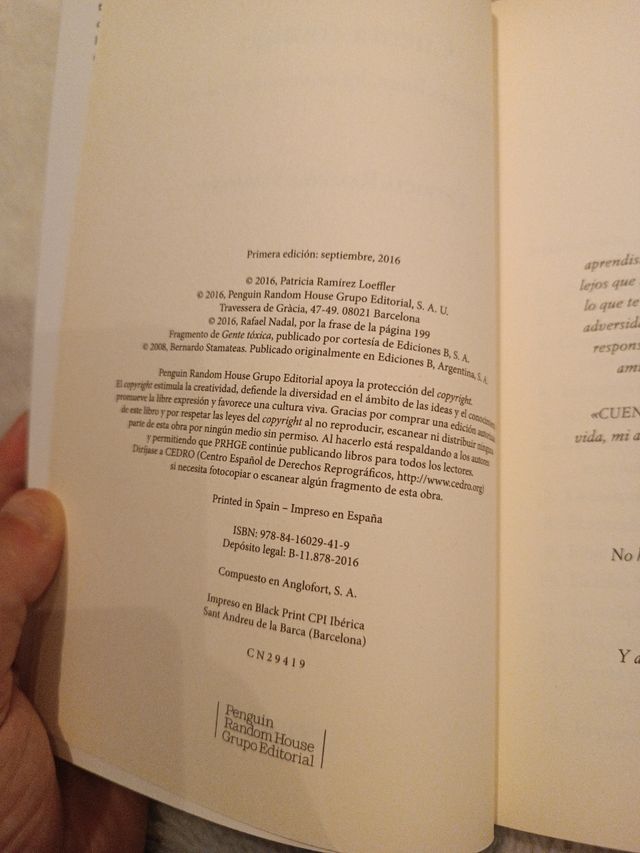 Primera edición: septiembre, 2016
© 2016, Patricia Ramírez Loeffler
© 2016, Penguin Random House Grupo Editorial, S. A. U.
Travessera de Gràcia, 47-49. 08021 Barcelona
© 2016, Rafael Nadal, por la frase de la página 199
Fragmento de Gente tóxica, publicado por cortesía de Ediciones B, S. A.
© 2008, Bernardo Stamateas. Publicado originalmente en Ediciones B, Argentina, S. A.
Penguin Random House Grupo Editorial apoya la protección del copyright.
El copyright estimula la creatividad, defiende la diversidad en el ámbito de las ideas y el conocimiento,
promueve la libre expresión y favorece una cultura viva. Gracias por comprar una edición autorizada
de este libro y por respetar las leyes del copyright al no reproducir, escanear ni distribuir ninguna
parte de esta obra por ningún medio sin permiso. Al hacerlo está respaldando a los autores
y permitiendo que PRHGE continúe publicando libros para todos los lectores.
Diríjase a CEDRO (Centro Español de Derechos Reprográficos, http://www.cedro.org)
si necesita fotocopiar o escanear algún fragmento de esta obra.
Printed in Spain – Impreso en España
ISBN: 978-84-16029-41-9
Depósito legal: B-11.878-2016
Compuesto en Anglofort, S. A.
Impreso en Black Print CPI Ibérica
Sant Andreu de la Barca (Barcelona)
CN29419
Penguin
Random House
Grupo Editorial
lejos que
lo que te
adversida
respons
«CUEN
vida, mi a
No
Y